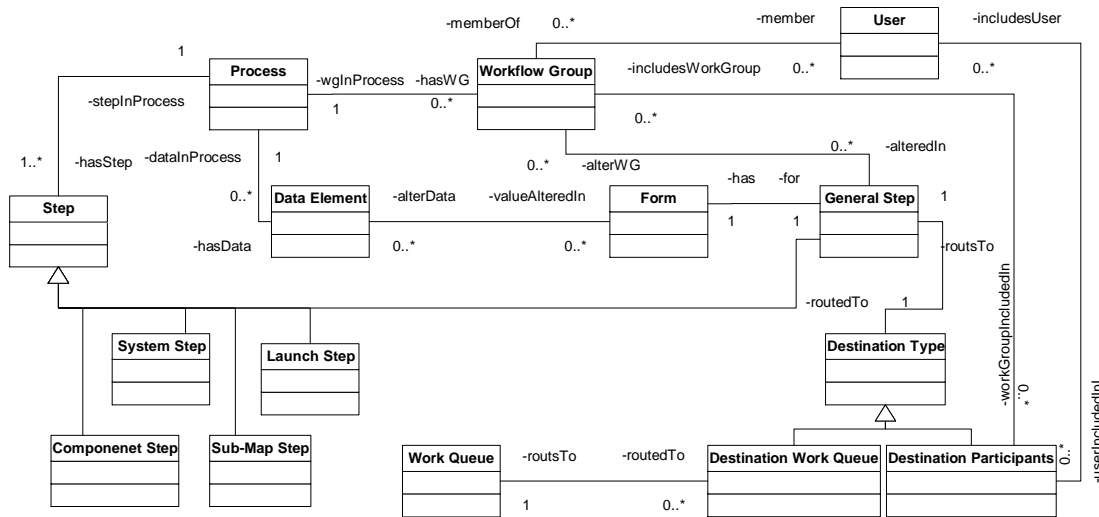 -memberOf
0..*
-member
User
-includesUser
1
Process
-wgInProcess
-hasWG
Workflow Group
-includesWorkGroup
0..*
0..*
-stepInProcess
1
0..*
0..*
1..*
-hasStep
-dataInProcess
1
0..*
-alterWG
0..*
-alteredIn
Step
0..*
Data Element
-alterData
-valueAlteredIn
Form
-has
-for
General Step
1
-hasData
0..*
0..*
1
1
-routsTo
-routedTo
1
-workGroupIncludedIn
0..*
System Step
Launch Step
Destination Type
-userIncludedInI
0..*
Componenet Step
Sub-Map Step
Work Queue
-routsTo
-routedTo
Destination Work Queue
Destination Participants
1
0..*